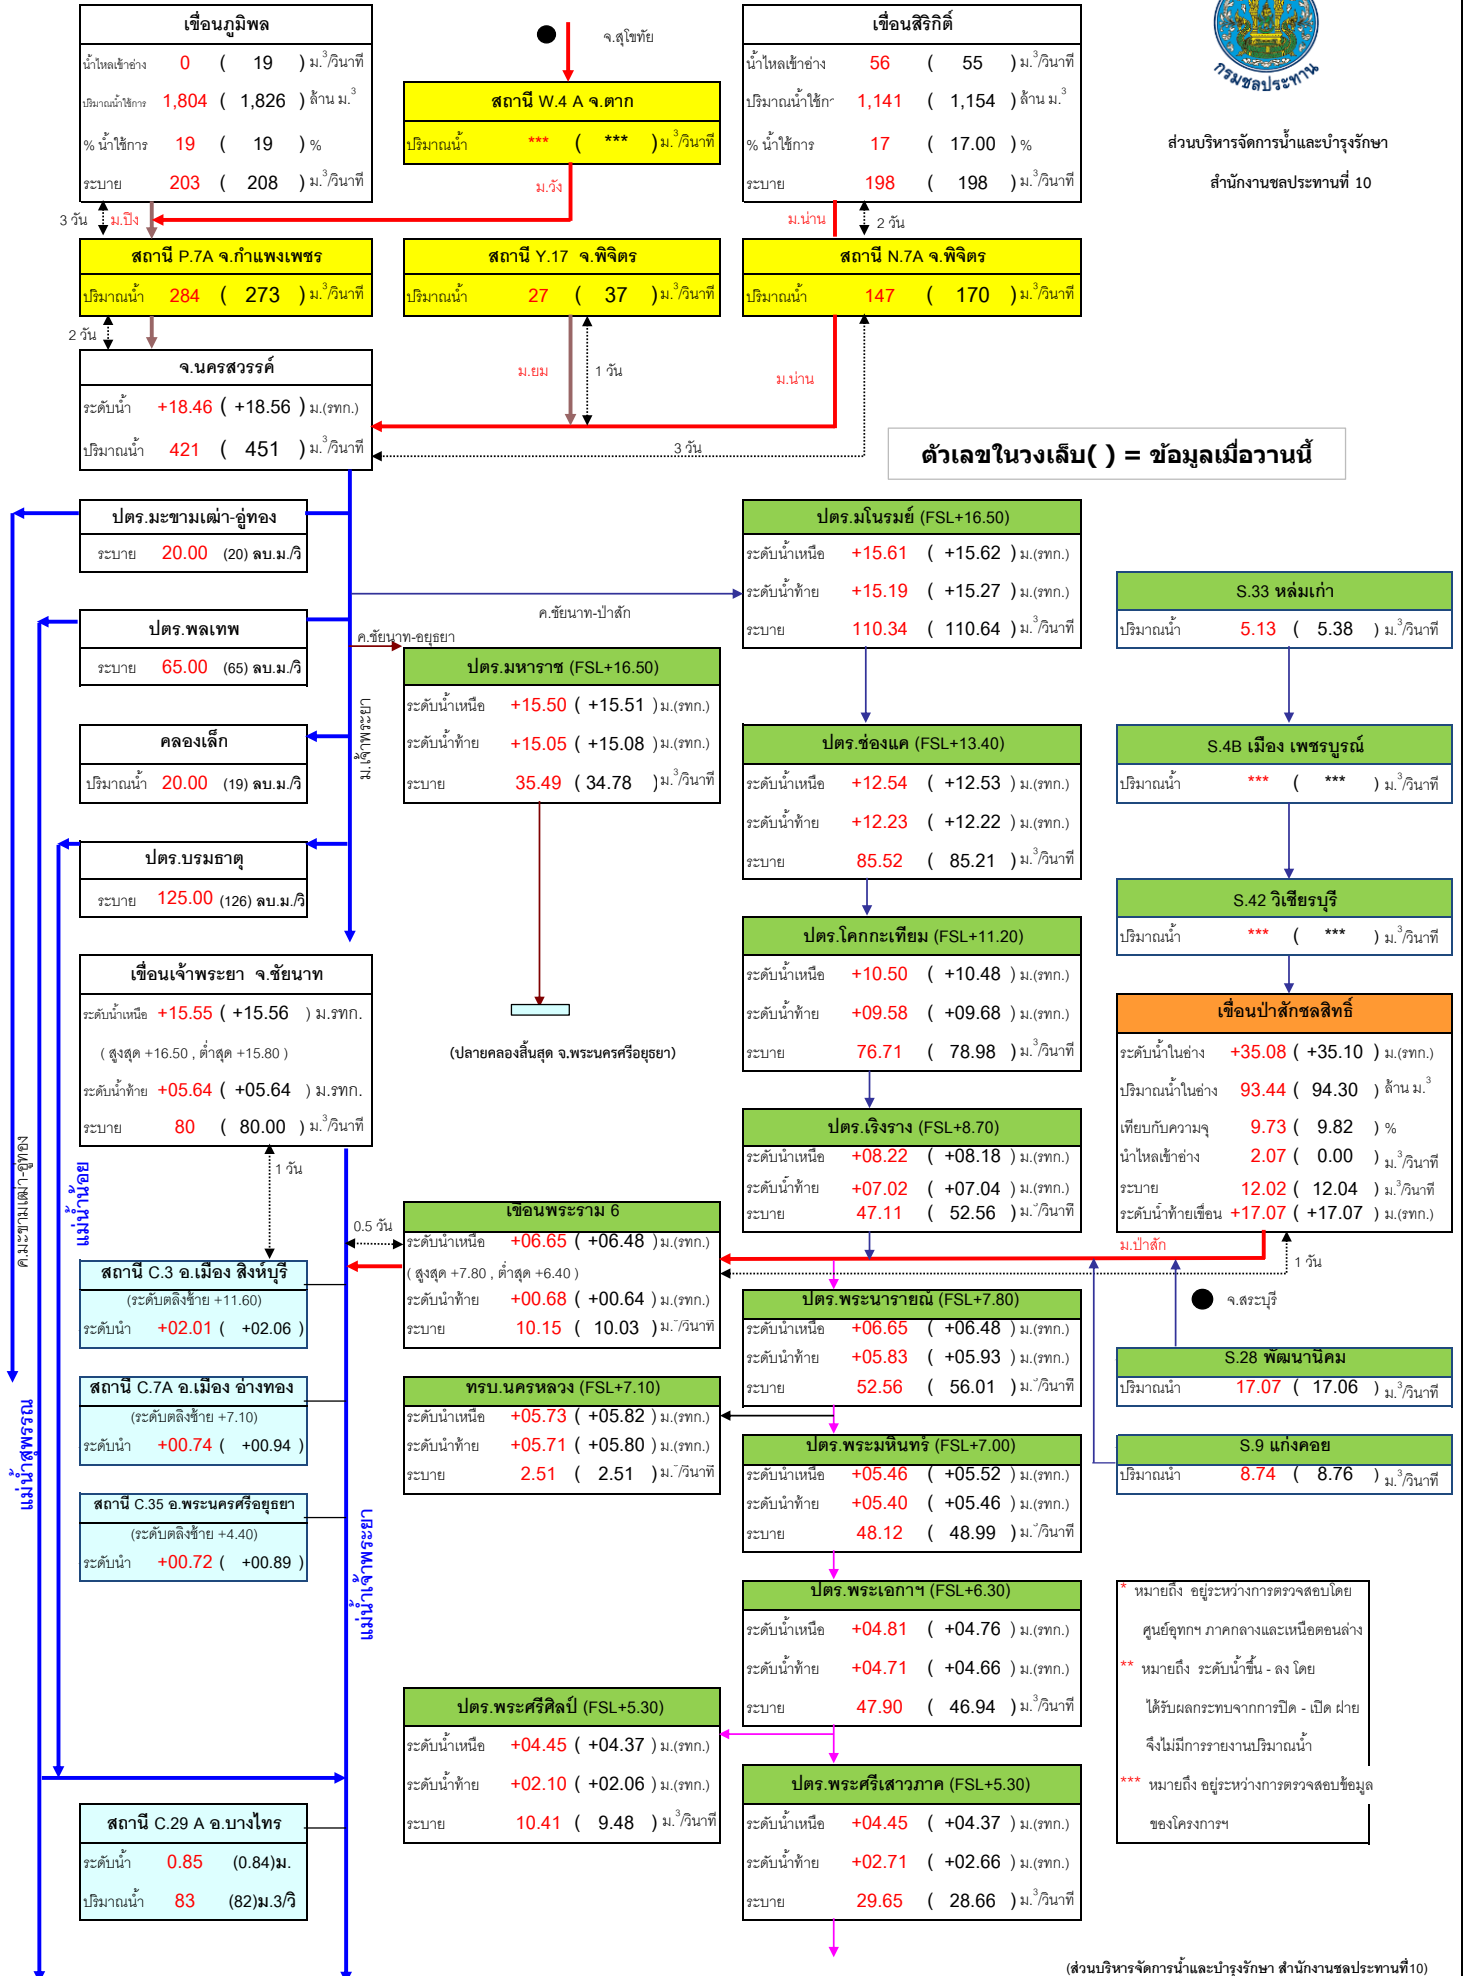 เขื่อนภูมิพล
น้ำไหลเข้าอ่าง 0 ( 19 ) ม.³/วินาที
ปริมาณน้ำใช้การ 1,804 ( 1,826 ) ล้าน ม.³
% น้ำใช้การ 19 ( 19 ) %
ระบาย 203 ( 208 ) ม.³/วินาที
จ.สุโขทัย
สถานี W.4 A จ.ตาก
ปริมาณน้ำ *** ( *** ) ม.³/วินาที
เขื่อนสิริกิติ์
น้ำไหลเข้าอ่าง 56 ( 55 ) ม.³/วินาที
ปริมาณน้ำใช้กา 1,141 ( 1,154 ) ล้าน ม.³
% น้ำใช้การ 17 ( 17.00 ) %
ระบาย 198 ( 198 ) ม.³/วินาที
กรมชลประทาน
ส่วนบริหารจัดการน้ำและบำรุงรักษา
สำนักงานชลประทานที่ 10
3 วัน ม.ปิง
ม.วัง
ม.น่าน
2 วัน
สถานี P.7A จ.กำแพงเพชร
ปริมาณน้ำ 284 ( 273 ) ม.³/วินาที
สถานี Y.17 จ.พิจิตร
ปริมาณน้ำ 27 ( 37 ) ม.³/วินาที
สถานี N.7A จ.พิจิตร
ปริมาณน้ำ 147 ( 170 ) ม.³/วินาที
2 วัน
จ.นครสวรรค์
ระดับน้ำ +18.46 ( +18.56 ) ม.(รทก.)
ปริมาณน้ำ 421 ( 451 ) ม.³/วินาที
ม.ยม
1 วัน
ม.น่าน
3 วัน
ตัวเลขในวงเล็บ( ) = ข้อมูลเมื่อวานนี้
ปตร.มะขามเฒ่า-อู่ทอง
ระบาย 20.00 (20) ลบ.ม./วิ
ปตร.พลเทพ
ระบาย 65.00 (65) ลบ.ม./วิ
คลองเล็ก
ปริมาณน้ำ 20.00 (19) ลบ.ม./วิ
ปตร.บรมธาตุ
ระบาย 125.00 (126) ลบ.ม./วิ
ม.เจ้าพระยา
ค.ชัยนาท-ป่าสัก
ค.ชัยนาท-อยุธยา
ปตร.มหาราช (FSL+16.50)
ระดับน้ำเหนือ +15.50 ( +15.51 ) ม.(รทก.)
ระดับน้ำท้าย +15.05 ( +15.08 ) ม.(รทก.)
ระบาย 35.49 ( 34.78 ) ม.³/วินาที
(ปลายคลองสิ้นสุด จ.พระนครศรีอยุธยา)
ปตร.มโนรมย์ (FSL+16.50)
ระดับน้ำเหนือ +15.61 ( +15.62 ) ม.(รทก.)
ระดับน้ำท้าย +15.19 ( +15.27 ) ม.(รทก.)
ระบาย 110.34 ( 110.64 ) ม.³/วินาที
ปตร.ช่องแค (FSL+13.40)
ระดับน้ำเหนือ +12.54 ( +12.53 ) ม.(รทก.)
ระดับน้ำท้าย +12.23 ( +12.22 ) ม.(รทก.)
ระบาย 85.52 ( 85.21 ) ม.³/วินาที
ปตร.โคกกะเทียม (FSL+11.20)
ระดับน้ำเหนือ +10.50 ( +10.48 ) ม.(รทก.)
ระดับน้ำท้าย +09.58 ( +09.68 ) ม.(รทก.)
ระบาย 76.71 ( 78.98 ) ม.³/วินาที
ปตร.เริงราง (FSL+8.70)
ระดับน้ำเหนือ +08.22 ( +08.18 ) ม.(รทก.)
ระดับน้ำท้าย +07.02 ( +07.04 ) ม.(รทก.)
ระบาย 47.11 ( 52.56 ) ม.³/วินาที
S.33 หล่มเก่า
ปริมาณน้ำ 5.13 ( 5.38 ) ม.³/วินาที
S.4B เมือง เพชรบูรณ์
ปริมาณน้ำ *** ( *** ) ม.³/วินาที
S.42 วิเชียรบุรี
ปริมาณน้ำ *** ( *** ) ม.³/วินาที
เขื่อนป่าสักชลสิทธิ์
ระดับน้ำในอ่าง +35.08 ( +35.10 ) ม.(รทก.)
ปริมาณน้ำในอ่าง 93.44 ( 94.30 ) ล้าน ม.³
เทียบกับความจุ 9.73 ( 9.82 ) %
น้ำไหลเข้าอ่าง 2.07 ( 0.00 ) ม.³/วินาที
ระบาย 12.02 ( 12.04 ) ม.³/วินาที
ระดับน้ำท้ายเขื่อน +17.07 ( +17.07 ) ม.(รทก.)
เขื่อนเจ้าพระยา จ.ชัยนาท
ระดับน้ำเหนือ +15.55 ( +15.56 ) ม.รทก.
( สูงสุด +16.50 , ต่ำสุด +15.80 )
ระดับน้ำท้าย +05.64 ( +05.64 ) ม.รทก.
ระบาย 80 ( 80.00 ) ม.³/วินาที
ค.มะขามเฒ่า-อู่ทอง
แม่น้ำน้อย
1 วัน
0.5 วัน
เขื่อนพระราม 6
ระดับน้ำเหนือ +06.65 ( +06.48 ) ม.(รทก.)
( สูงสุด +7.80 , ต่ำสุด +6.40 )
ระดับน้ำท้าย +00.68 ( +00.64 ) ม.(รทก.)
ระบาย 10.15 ( 10.03 ) ม.³/วินาที
ม.ป่าสัก
1 วัน
จ.สระบุรี
สถานี C.3 อ.เมือง สิงห์บุรี
(ระดับตลิ่งซ้าย +11.60)
ระดับน้ำ +02.01 ( +02.06 )
สถานี C.7A อ.เมือง อ่างทอง
(ระดับตลิ่งซ้าย +7.10)
ระดับน้ำ +00.74 ( +00.94 )
สถานี C.35 อ.พระนครศรีอยุธยา
(ระดับตลิ่งซ้าย +4.40)
ระดับน้ำ +00.72 ( +00.89 )
แม่น้ำสุพรรณ
แม่น้ำเจ้าพระยา
ทรบ.นครหลวง (FSL+7.10)
ระดับน้ำเหนือ +05.73 ( +05.82 ) ม.(รทก.)
ระดับน้ำท้าย +05.71 ( +05.80 ) ม.(รทก.)
ระบาย 2.51 ( 2.51 ) ม.³/วินาที
ปตร.พระนารายณ์ (FSL+7.80)
ระดับน้ำเหนือ +06.65 ( +06.48 ) ม.(รทก.)
ระดับน้ำท้าย +05.83 ( +05.93 ) ม.(รทก.)
ระบาย 52.56 ( 56.01 ) ม.³/วินาที
ปตร.พระมหินทร์ (FSL+7.00)
ระดับน้ำเหนือ +05.46 ( +05.52 ) ม.(รทก.)
ระดับน้ำท้าย +05.40 ( +05.46 ) ม.(รทก.)
ระบาย 48.12 ( 48.99 ) ม.³/วินาที
S.28 พัฒนานิคม
ปริมาณน้ำ 17.07 ( 17.06 ) ม.³/วินาที
S.9 แก่งคอย
ปริมาณน้ำ 8.74 ( 8.76 ) ม.³/วินาที
ปตร.พระเอกาฯ (FSL+6.30)
ระดับน้ำเหนือ +04.81 ( +04.76 ) ม.(รทก.)
ระดับน้ำท้าย +04.71 ( +04.66 ) ม.(รทก.)
ระบาย 47.90 ( 46.94 ) ม.³/วินาที
ปตร.พระศรีศิลป์ (FSL+5.30)
ระดับน้ำเหนือ +04.45 ( +04.37 ) ม.(รทก.)
ระดับน้ำท้าย +02.10 ( +02.06 ) ม.(รทก.)
ระบาย 10.41 ( 9.48 ) ม.³/วินาที
ปตร.พระศรีเสาวภาค (FSL+5.30)
ระดับน้ำเหนือ +04.45 ( +04.37 ) ม.(รทก.)
ระดับน้ำท้าย +02.71 ( +02.66 ) ม.(รทก.)
ระบาย 29.65 ( 28.66 ) ม.³/วินาที
* หมายถึง อยู่ระหว่างการตรวจสอบโดย
ศูนย์อุทกฯ ภาคกลางและเหนือตอนล่าง
** หมายถึง ระดับน้ำขึ้น - ลง โดย
ได้รับผลกระทบจากการปิด - เปิด ฝาย
จึงไม่มีการรายงานปริมาณน้ำ
*** หมายถึง อยู่ระหว่างการตรวจสอบข้อมูล
ของโครงการฯ
สถานี C.29 A อ.บางไทร
ระดับน้ำ 0.85 (0.84)ม.
ปริมาณน้ำ 83 (82)ม.3/วิ
(ส่วนบริหารจัดการน้ำและบำรุงรักษา สำนักงานชลประทานที่10)